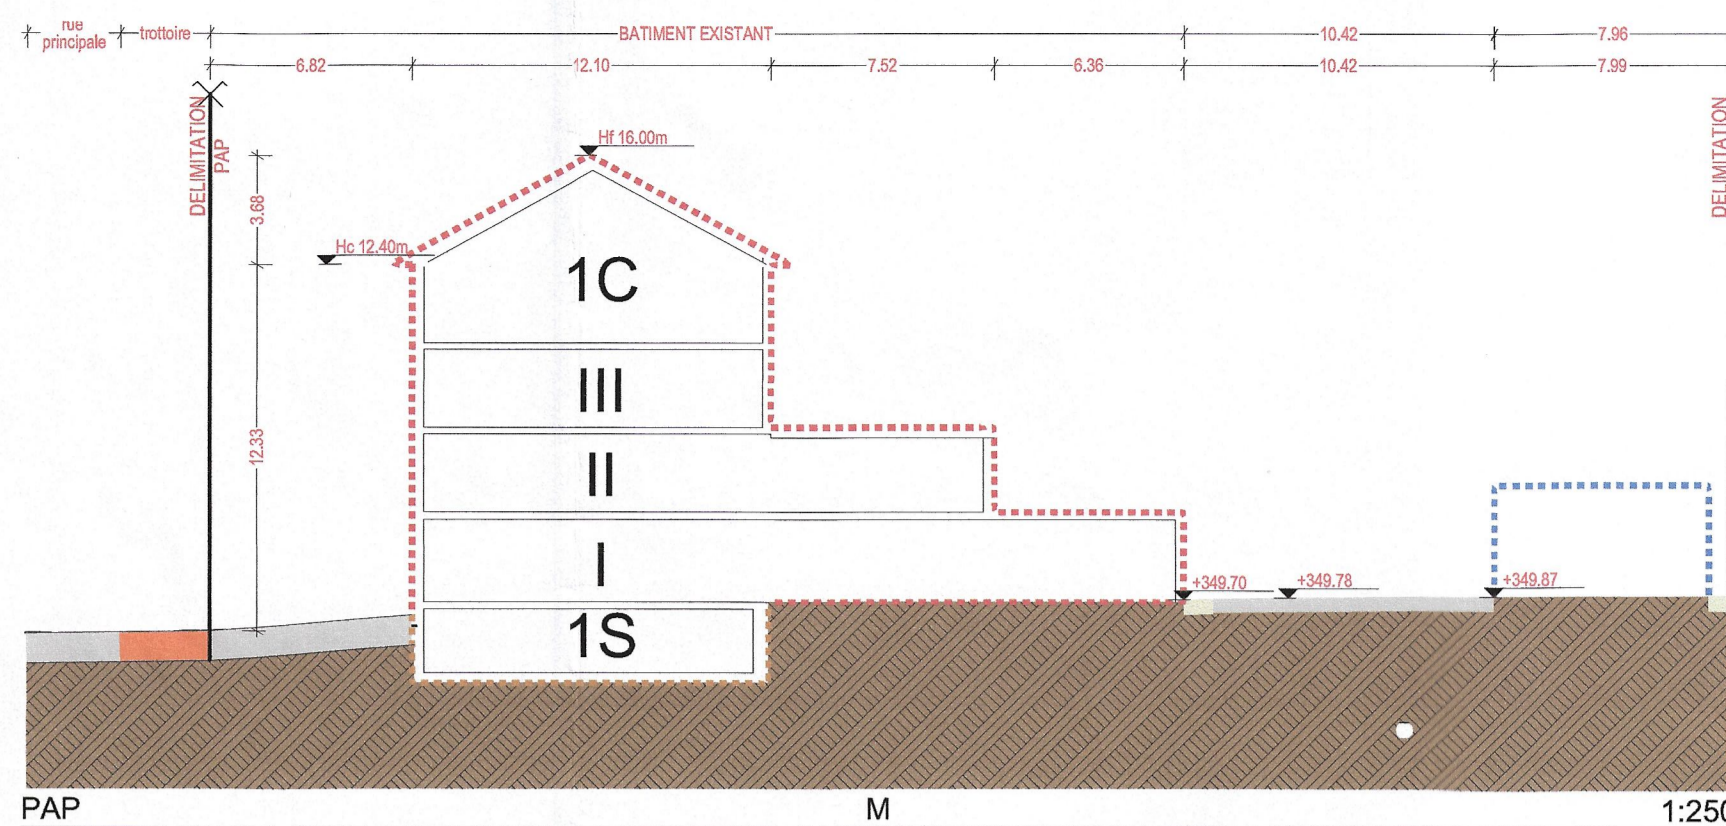 rue
principale
trottoire
BATIMENT EXISTANT
10.42
7.96
6.82
12.10
7.52
6.36
10.42
7.99
DELIMITATION
PAP
DELIMITATION
Hf 16.00m
3.68
Hc 12.40m
1C
III
12.33
II
I
+349.70
+349.78
+349.87
1S
PAP
M
1:250